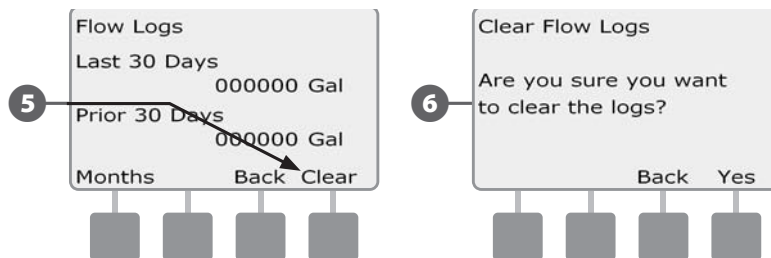 Flow Logs
Last 30 Days
000000 Gal
Prior 30 Days
000000 Gal
Months Back Clear
5
Clear Flow Logs
Are you sure you want
to clear the logs?
Back Yes
6